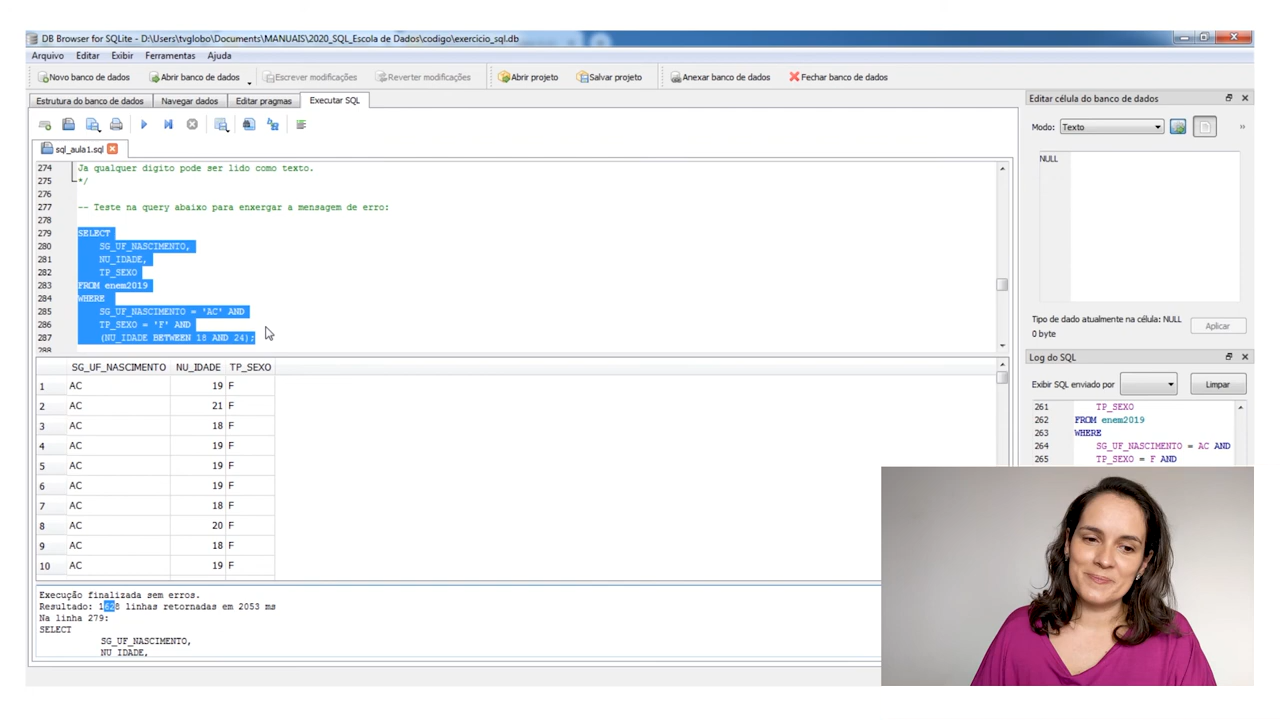 DB Browser for SQLite - D:\Users\tvglobo\Documents\MANUAIS\2020_SQL_Escola de Dados\codigo\exercicio_sql.db
Arquivo Editar Exibir Ferramentas Ajuda
Novo banco de dados Abrir banco de dados Escrever modificações Reverter modificações Abrir projeto Salvar projeto Anexar banco de dados Fechar banco de dados
Estrutura do banco de dados Navegar dados Editar pragmas Executar SQL
sql_aula1.sql
274 Ja qualquer digito pode ser lido como texto.
275 */
276
277 -- Teste na query abaixo para enxergar a mensagem de erro:
278
279 SELECT
280 SG_UF_NASCIMENTO,
281 NU_IDADE,
282 TP_SEXO
283 FROM enem2019
284 WHERE
285 SG_UF_NASCIMENTO = 'AC' AND
286 TP_SEXO = 'F' AND
287 (NU_IDADE BETWEEN 18 AND 24);
288
SG_UF_NASCIMENTO NU_IDADE TP_SEXO
1 AC 19 F
2 AC 21 F
3 AC 18 F
4 AC 19 F
5 AC 19 F
6 AC 19 F
7 AC 18 F
8 AC 20 F
9 AC 18 F
10 AC 19 F
Execução finalizada sem erros.
Resultado: 1628 linhas retornadas em 2053 ms
Na linha 279:
SELECT
SG_UF_NASCIMENTO,
NU_IDADE,
Editar célula do banco de dados
Modo: Texto
NULL
Tipo de dado atualmente na célula: NULL
0 byte
Aplicar
Log do SQL
Exibir SQL enviado por Limpar
261 TP_SEXO
262 FROM enem2019
263 WHERE
264 SG_UF_NASCIMENTO = AC AND
265 TP_SEXO = F AND